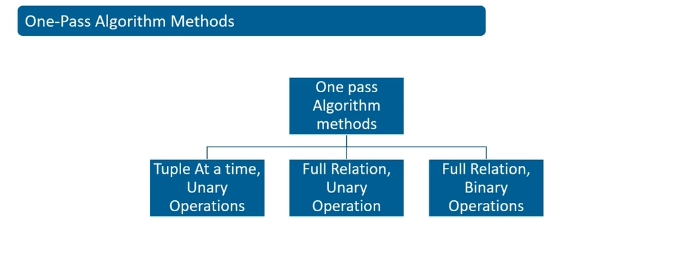 One-Pass Algorithm Methods
One pass
Algorithm
methods
Tuple At a time,
Unary
Operations
Full Relation,
Unary
Operation
Full Relation,
Binary
Operations